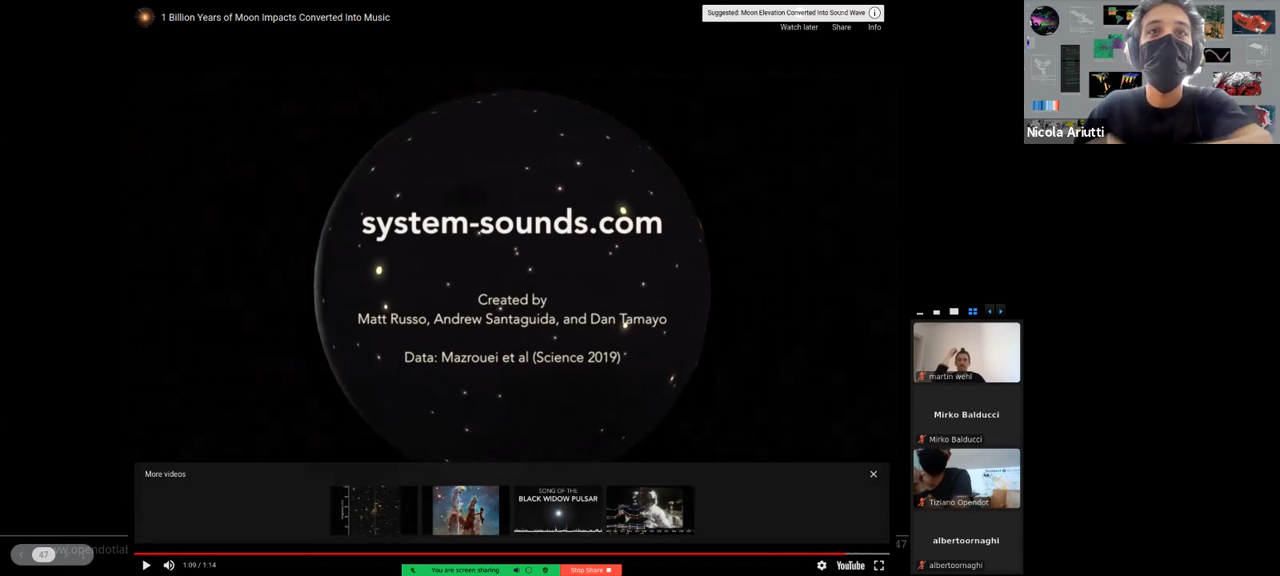 1 Billion Years of Moon Impacts Converted Into Music
Suggested: Moon Elevation Converted Into Sound Wave
Watch later Share Info
Nicola Ariutti
system-sounds.com
Created by
Matt Russo, Andrew Santaguida, and Dan Tamayo
Data: Mazrouei et al (Science 2019)
martin wehl
Mirko Balducci
Mirko Balducci
Tiziano Opendot
albertoornaghi
albertoornaghi
More videos
SONG OF THE
BLACK WIDOW PULSAR
47
47
1:09 / 1:14
You are screen sharing
Stop Share
YouTube